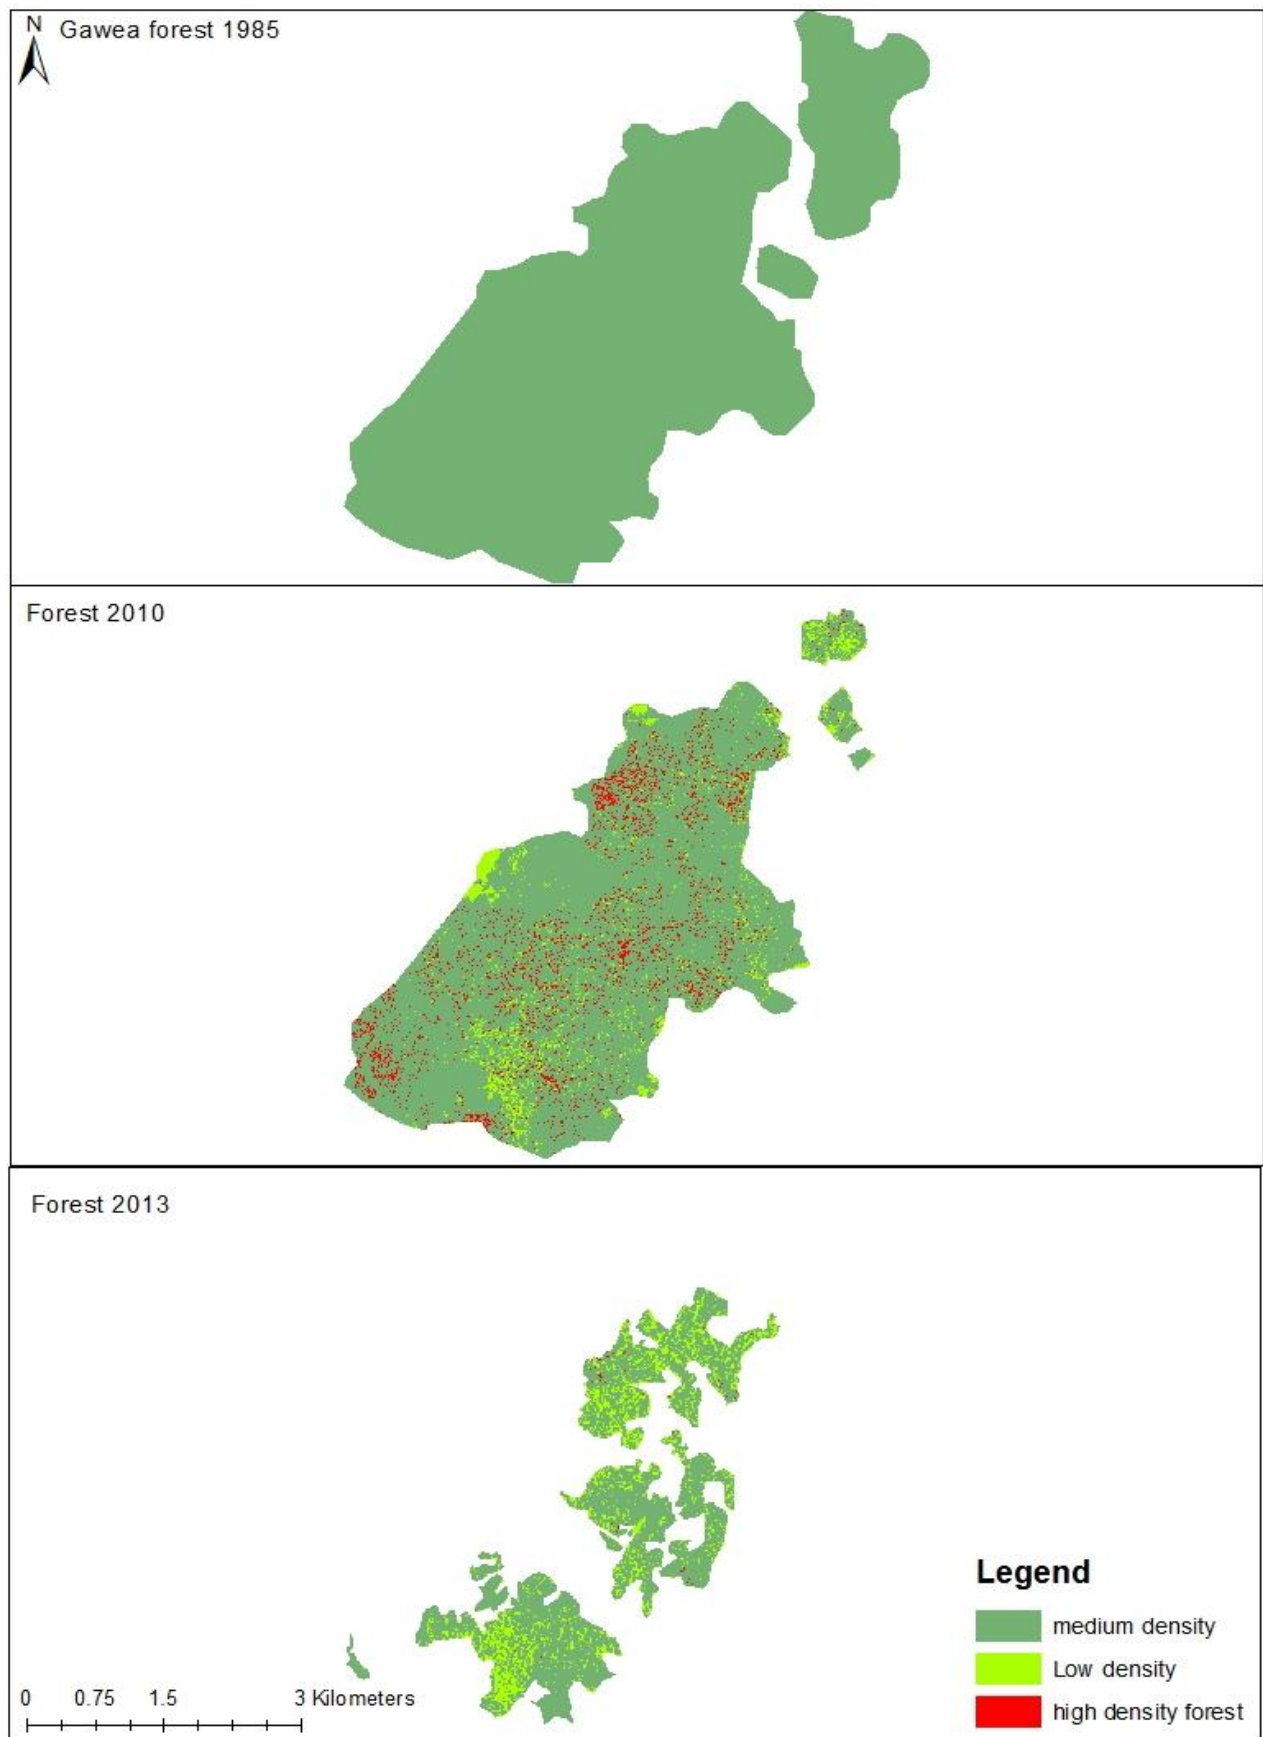 N
Gawea forest 1985
Forest 2010
Forest 2013
Legend
medium density
Low density
high density forest
0 0.75 1.5 3 Kilometers